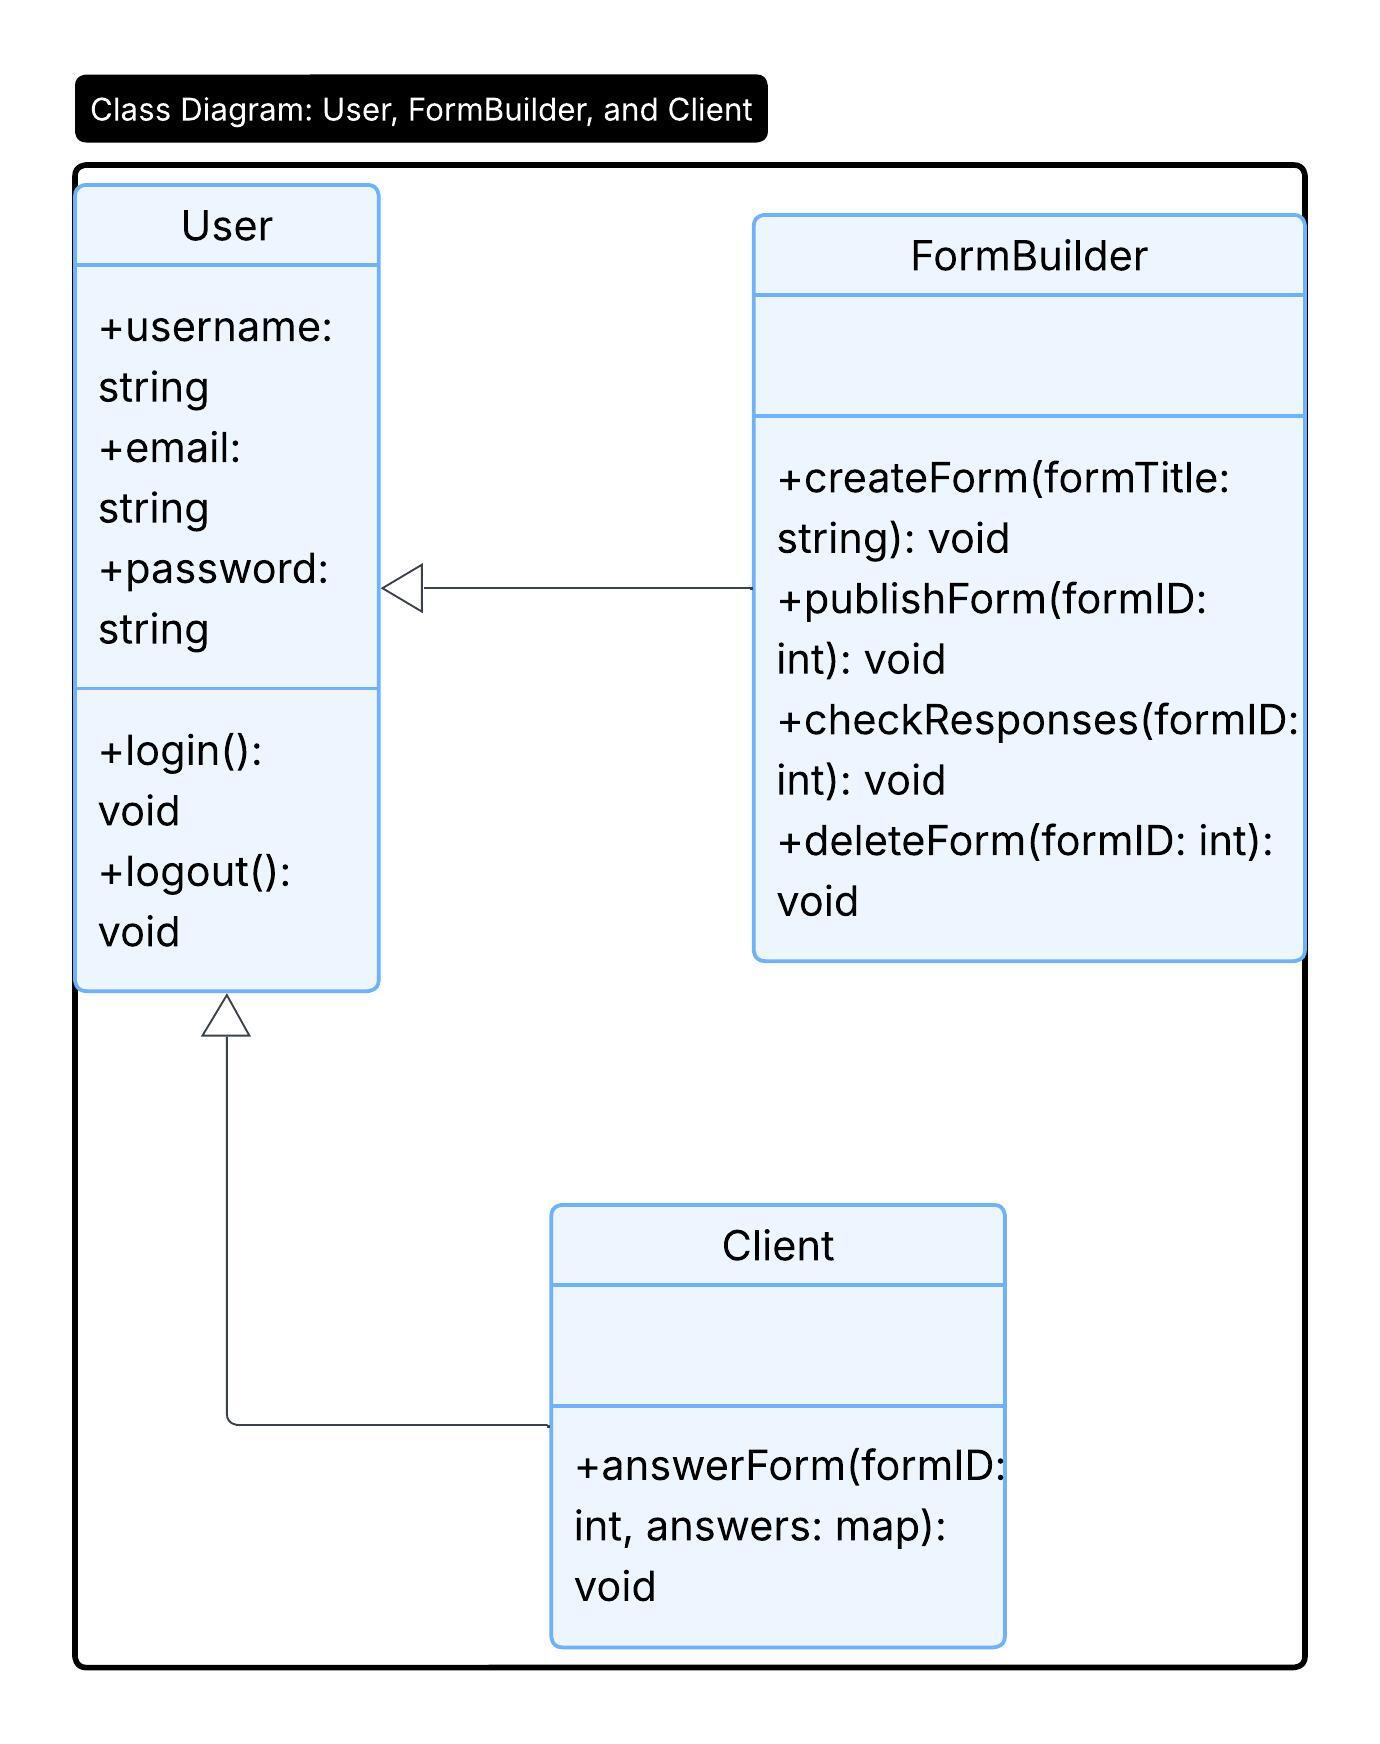 Class Diagram: User, FormBuilder, and Client
User
+username:
string
+email:
string
+password:
string
+login():
void
+logout():
void
FormBuilder
+createForm(formTitle:
string): void
+publishForm(formID:
int): void
+checkResponses(formID:
int): void
+deleteForm(formID: int):
void
Client
+answerForm(formID:
int, answers: map):
void